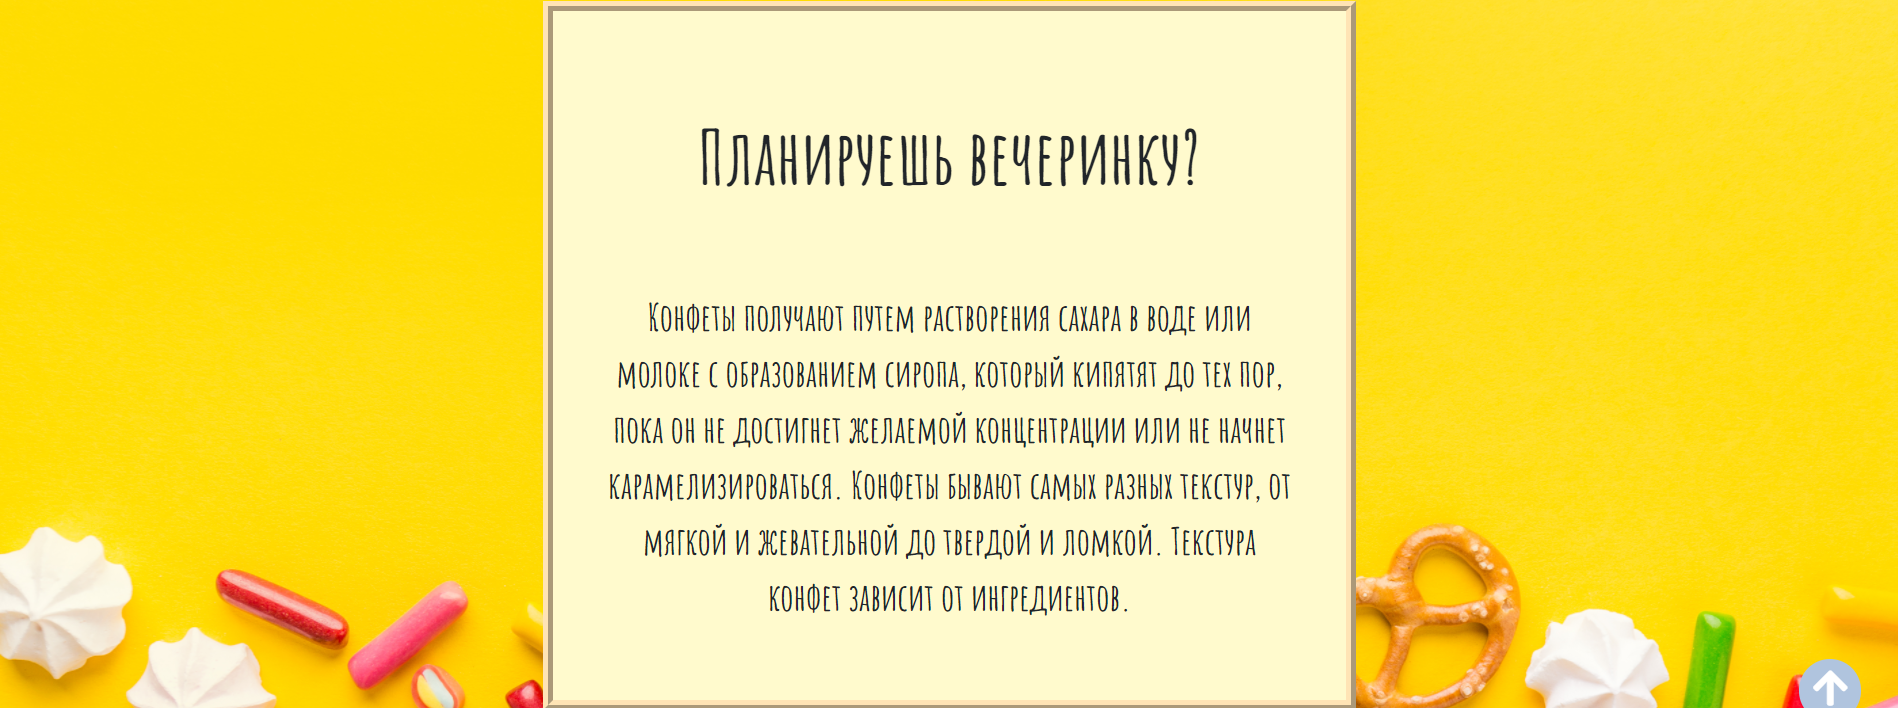 Планируешь вечеринку?
Конфеты получают путем растворения сахара в воде или
молоке с образованием сиропа, который кипятят до тех пор,
пока он не достигнет желаемой концентрации или не начнет
карамелизироваться. Конфеты бывают самых разных текстур, от
мягкой и жевательной до твердой и ломкой. Текстура
конфет зависит от ингредиентов.